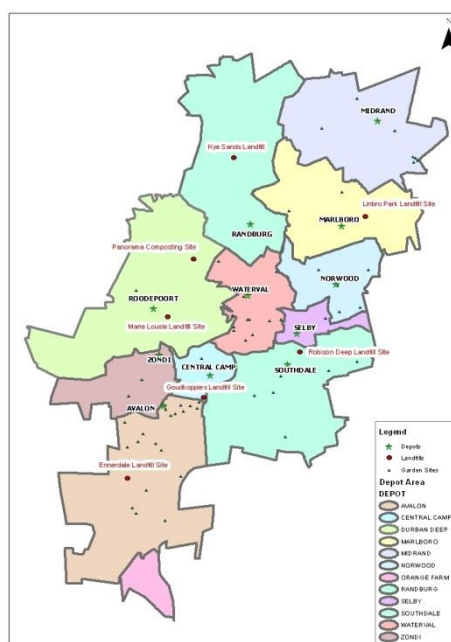 N
MIDRAND
Kya Sands Landfill
Linbro Park Landfill Site
MARLBORO
RANDBURG
Panorama Composting Site
NORWOOD
WATERVAL
ROODEPOORT
Marie Lousie Landfill Site
SELBY
Robison Deep Landfill Site
ZONDI
SOUTHDALE
CENTRAL CAMP
Goudkoppies Landfill Site
AVALON
Ennerdale Landfill Site
Legend
Depots
Landfills
Garden Sites
Depot Area
DEPOT
AVALON
CENTRAL CAMP
DURBAN DEEP
MARLBORO
MIDRAND
NORWOOD
ORANGE FARM
RANDBURG
SELBY
SOUTHDALE
WATERVAL
ZONDI